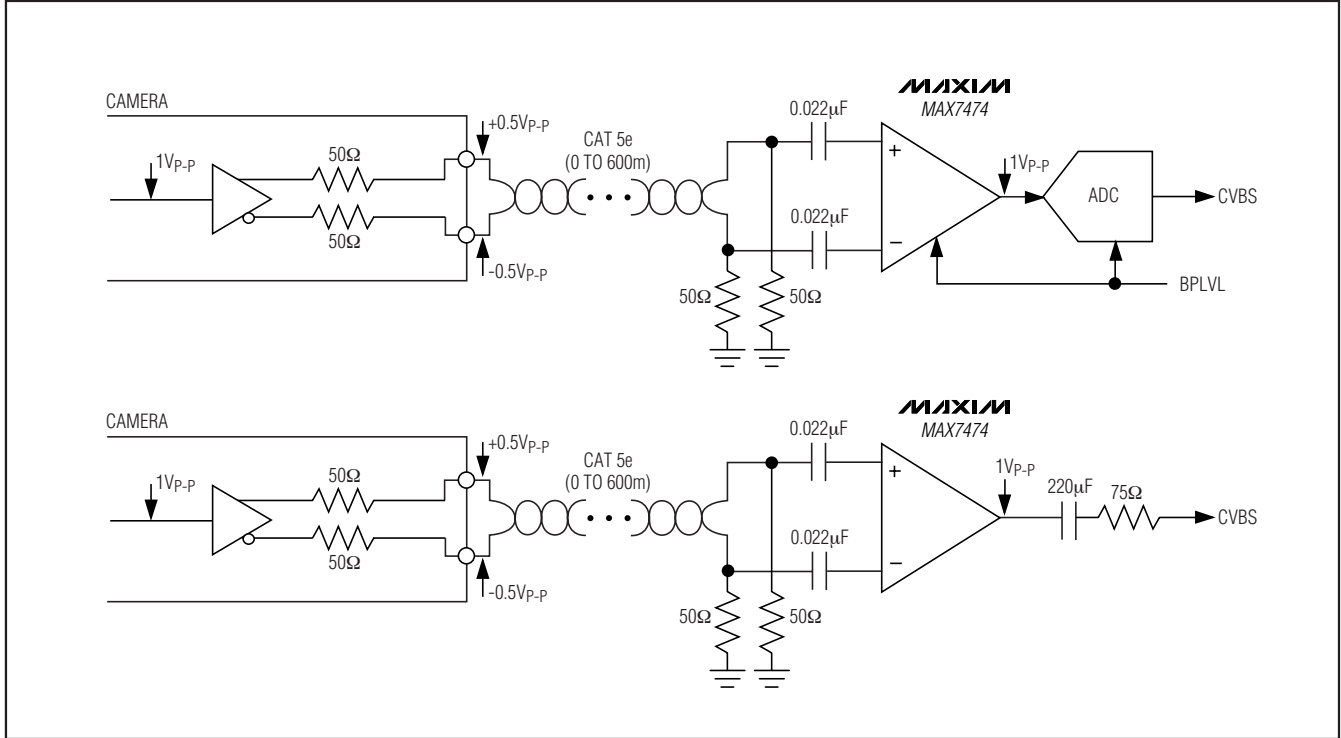 CAMERA
1VP-P
50Ω
50Ω
+0.5VP-P
-0.5VP-P
CAT 5e
(0 TO 600m)
0.022µF
0.022µF
50Ω
50Ω
MAXIM
MAX7474
+
−
1VP-P
ADC
CVBS
BPLVL
CAMERA
1VP-P
50Ω
50Ω
+0.5VP-P
-0.5VP-P
CAT 5e
(0 TO 600m)
0.022µF
0.022µF
50Ω
50Ω
MAXIM
MAX7474
+
−
1VP-P
220µF
75Ω
CVBS